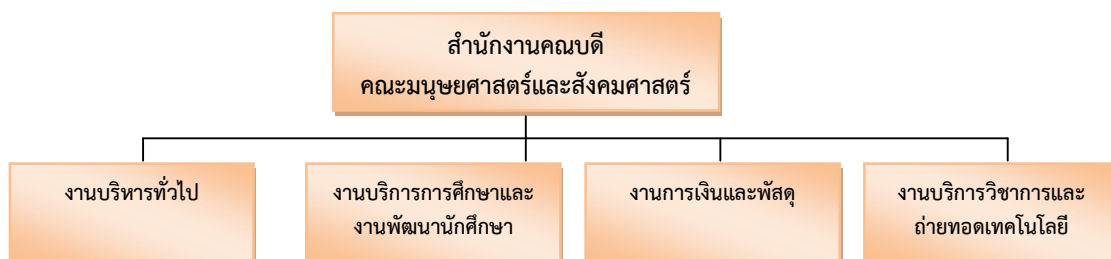 สำนักงานคณบดี
คณะมนุษยศาสตร์และสังคมศาสตร์
งานบริหารทั่วไป
งานบริการการศึกษาและ
งานพัฒนานักศึกษา
งานการเงินและพัสดุ
งานบริการวิชาการและ
ถ่ายทอดเทคโนโลยี